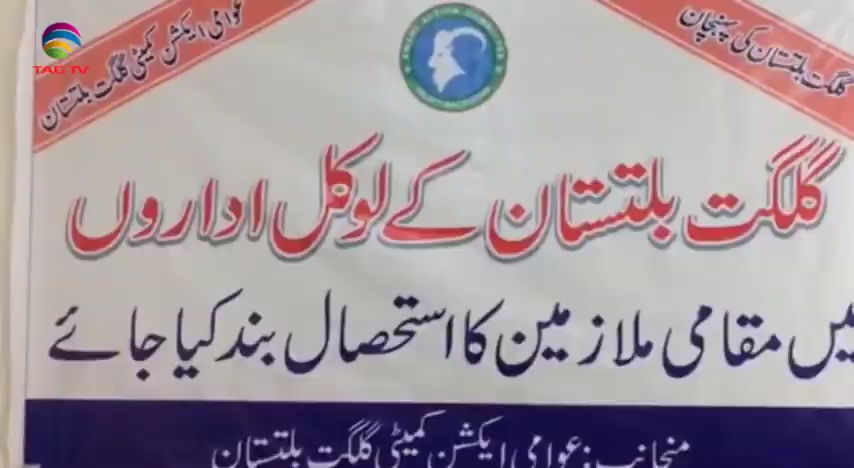 TAG TV
عوامی ایکشن کمیٹی گلگت بلتستان
گلگت بلتستان کی پہچان
گلگت بلتستان کے لوکل اداروں
میں مقامی ملازمین کا استحصال بند کیا جائے
منجانب: عوامی ایکشن کمیٹی گلگت بلتستان